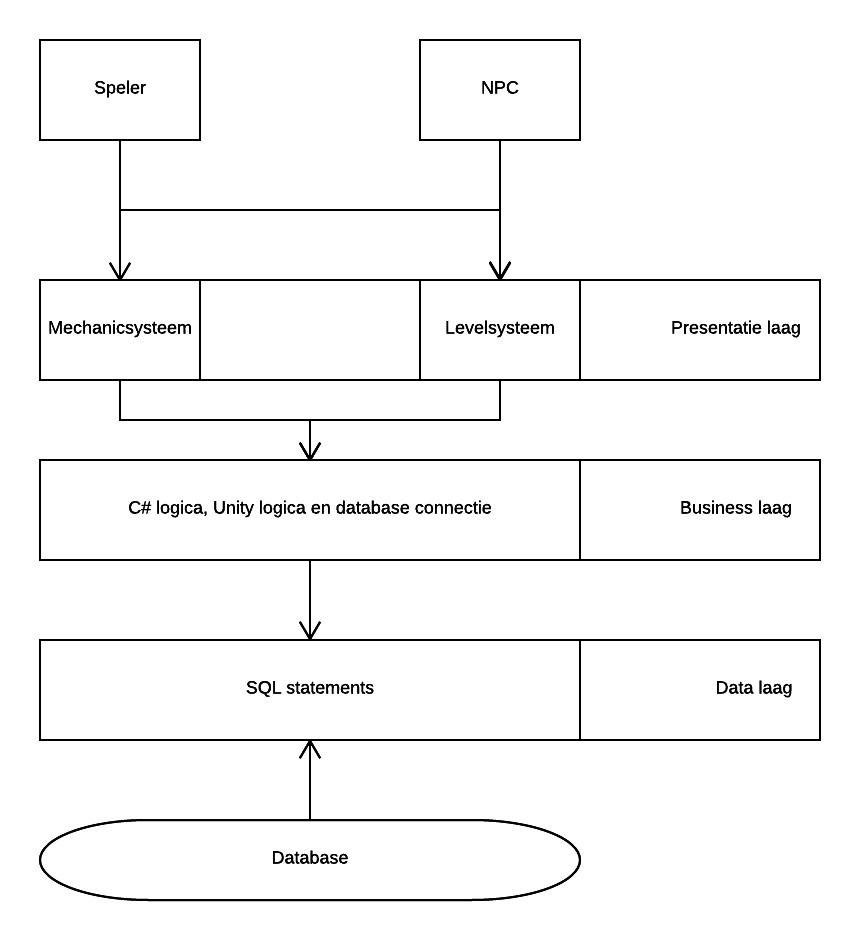 Speler
NPC
Mechanicsysteem
Levelsysteem
Presentatie laag
C# logica, Unity logica en database connectie
Business laag
SQL statements
Data laag
Database